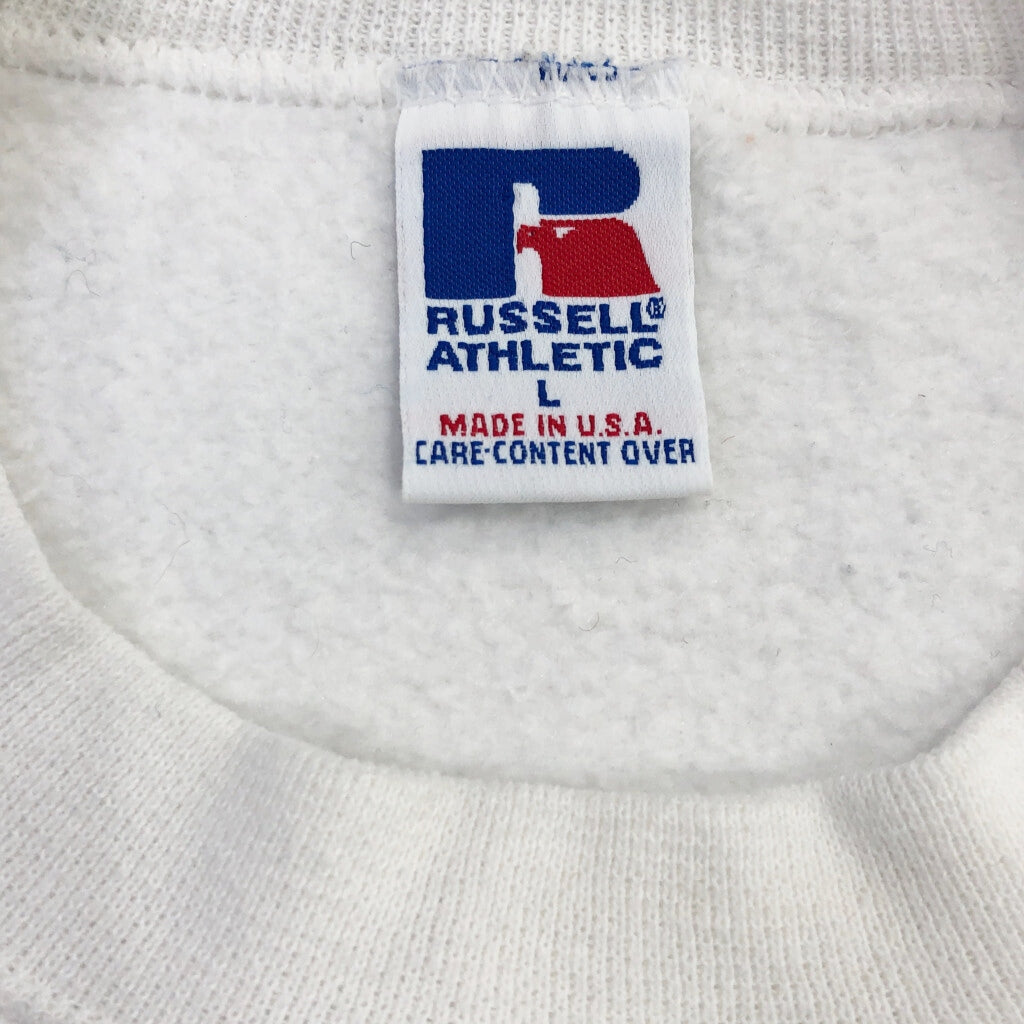 RUSSELL®
ATHLETIC
L
MADE IN U.S.A.
CARE-CONTENT OVER